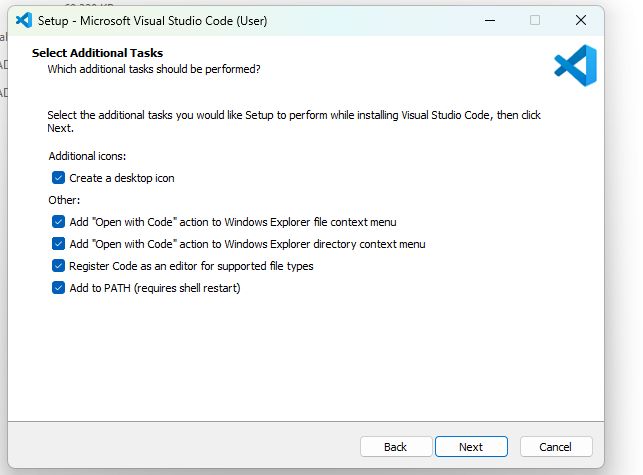 Setup - Microsoft Visual Studio Code (User)
Select Additional Tasks
Which additional tasks should be performed?
Select the additional tasks you would like Setup to perform while installing Visual Studio Code, then click
Next.
Additional icons:
Create a desktop icon
Other:
Add "Open with Code" action to Windows Explorer file context menu
Add "Open with Code" action to Windows Explorer directory context menu
Register Code as an editor for supported file types
Add to PATH (requires shell restart)
Back
Next
Cancel